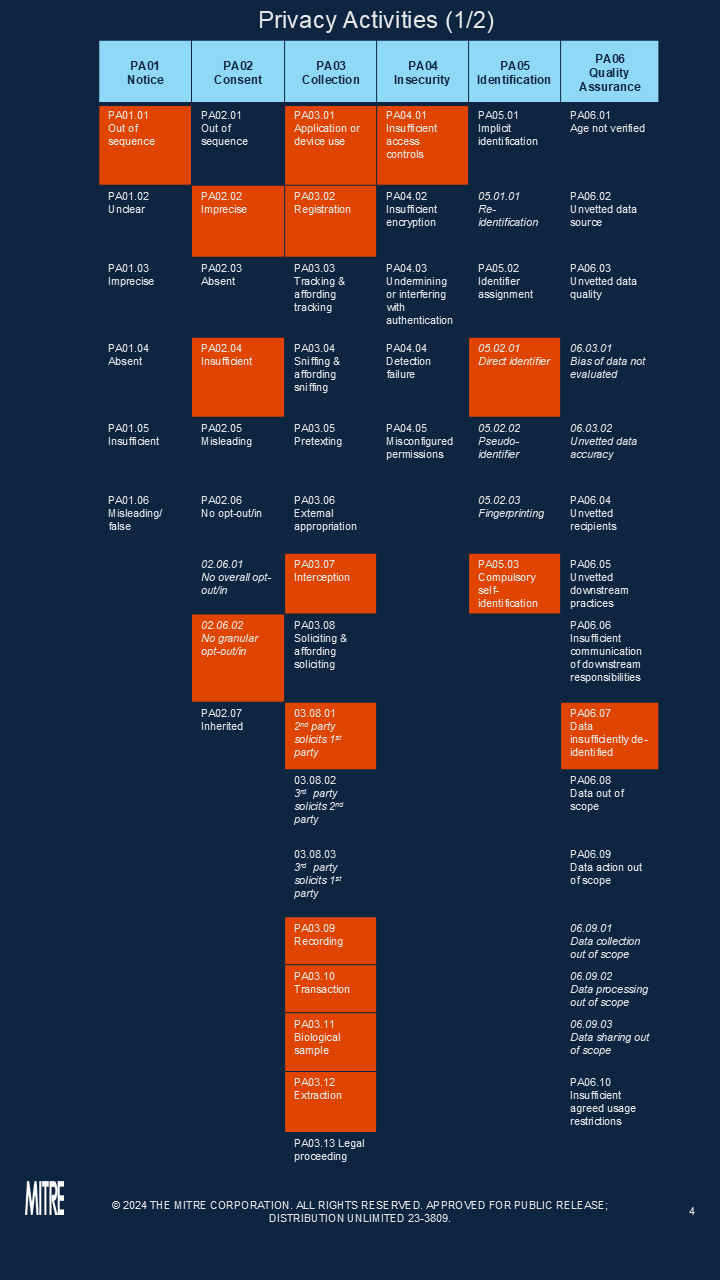 Privacy Activities (1/2)
PA01
Notice
PA02
Consent
PA03
Collection
PA04
Insecurity
PA05
Identification
PA06
Quality
Assurance
PA01.01
Out of
sequence
PA02.01
Out of
sequence
PA03.01
Application or
device use
PA04.01
Insufficient
access
controls
PA05.01
Implicit
identification
PA06.01
Age not verified
PA01.02
Unclear
PA02.02
Imprecise
PA03.02
Registration
PA04.02
Insufficient
encryption
05.01.01
Re-
identification
PA06.02
Unvetted data
source
PA01.03
Imprecise
PA02.03
Absent
PA03.03
Tracking &
affording
tracking
PA04.03
Undermining
or interfering
with
authentication
PA05.02
Identifier
assignment
PA06.03
Unvetted data
quality
PA01.04
Absent
PA02.04
Insufficient
PA03.04
Sniffing &
affording
sniffing
PA04.04
Detection
failure
05.02.01
Direct identifier
06.03.01
Bias of data not
evaluated
PA01.05
Insufficient
PA02.05
Misleading
PA03.05
Pretexting
PA04.05
Misconfigured
permissions
05.02.02
Pseudo-
identifier
06.03.02
Unvetted data
accuracy
PA01.06
Misleading/
false
PA02.06
No opt-out/in
PA03.06
External
appropriation
05.02.03
Fingerprinting
PA06.04
Unvetted
recipients
02.06.01
No overall opt-
out/in
PA03.07
Interception
PA05.03
Compulsory
self-
identification
PA06.05
Unvetted
downstream
practices
02.06.02
No granular
opt-out/in
PA03.08
Soliciting &
affording
soliciting
PA06.06
Insufficient
communication
of downstream
responsibilities
PA02.07
Inherited
03.08.01
2nd party
solicits 1st
party
PA06.07
Data
insufficiently de-
identified
03.08.02
3rd party
solicits 2nd
party
PA06.08
Data out of
scope
03.08.03
3rd party
solicits 1st
party
PA06.09
Data action out
of scope
PA03.09
Recording
06.09.01
Data collection
out of scope
PA03.10
Transaction
06.09.02
Data processing
out of scope
PA03.11
Biological
sample
06.09.03
Data sharing out
of scope
PA03.12
Extraction
PA06.10
Insufficient
agreed usage
restrictions
PA03.13 Legal
proceeding
MITRE
© 2024 THE MITRE CORPORATION. ALL RIGHTS RESERVED. APPROVED FOR PUBLIC RELEASE;
DISTRIBUTION UNLIMITED 23-3809.
4